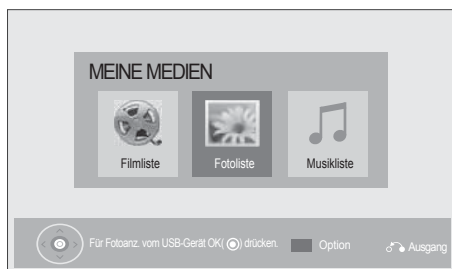 MEINE MEDIEN
Filmliste
Fotoliste
Musikliste
Für Fotoanz. vom USB-Gerät OK(◉) drücken.
Option
Ausgang